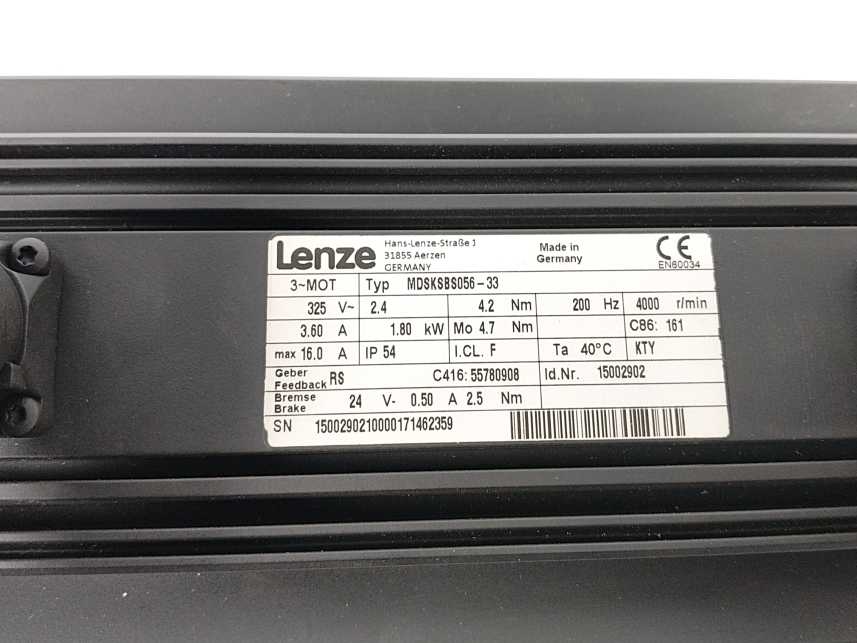 Lenze Hans-Lenze-Straße 1 Made in CE
31855 Aerzen Germany
GERMANY EN60034
3~MOT Typ MDSKSBS056-33
325 V~ 2.4 4.2 Nm 200 Hz 4000 r/min
3.60 A 1.80 kW Mo 4.7 Nm C86: 161
max 16.0 A IP 54 I.CL. F Ta 40°C KTY
Geber
Feedback RS C416: 55780908 Id.Nr. 15002902
Bremse
Brake 24 V- 0.50 A 2.5 Nm
SN 1500290210000171462359